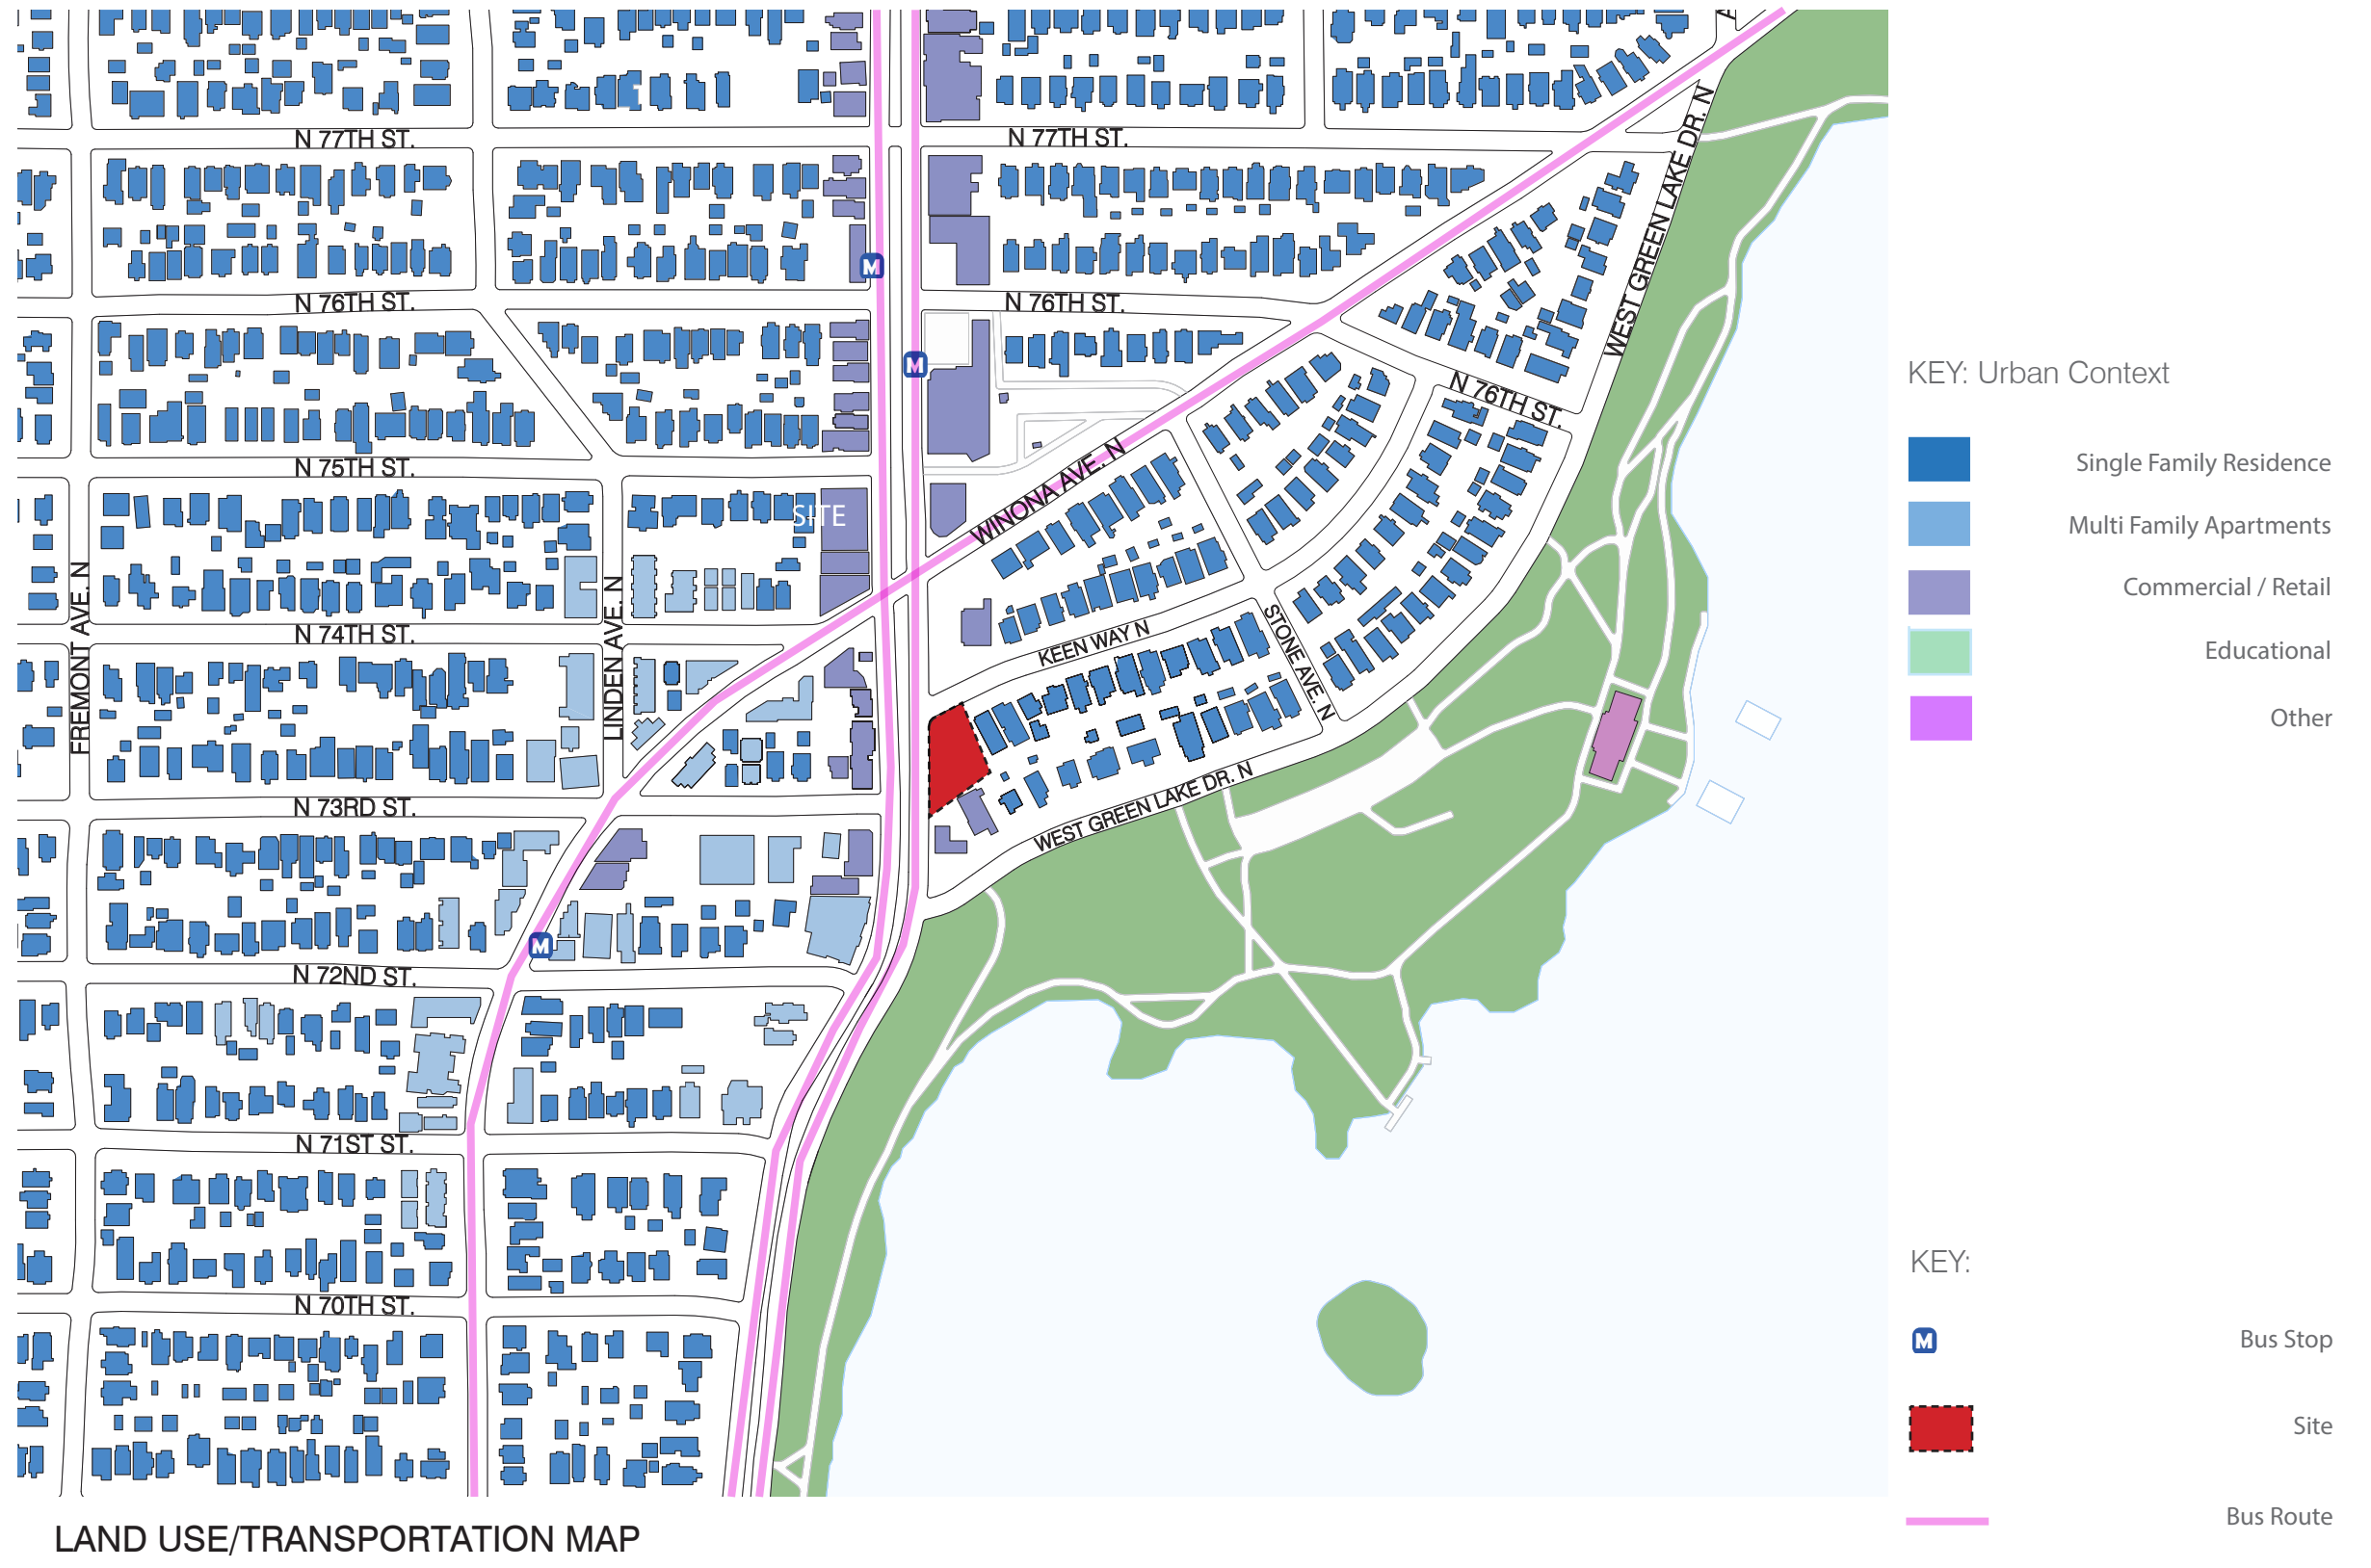 A
N 77TH ST.
N 77TH ST.
WEST GREEN LAKE DR. N
M
N 76TH ST.
N 76TH ST.
M
KEY: Urban Context
N 76TH ST.
Single Family Residence
N 75TH ST.
WINONA AVE. N
SITE
Multi Family Apartments
Commercial / Retail
FREMONT AVE. N
LINDEN AVE. N
N 74TH ST.
KEEN WAY N
STONE AVE. N
Educational
Other
N 73RD ST.
WEST GREEN LAKE DR. N
M
N 72ND ST.
N 71ST ST.
KEY:
N 70TH ST.
M
Bus Stop
Site
Bus Route
LAND USE/TRANSPORTATION MAP